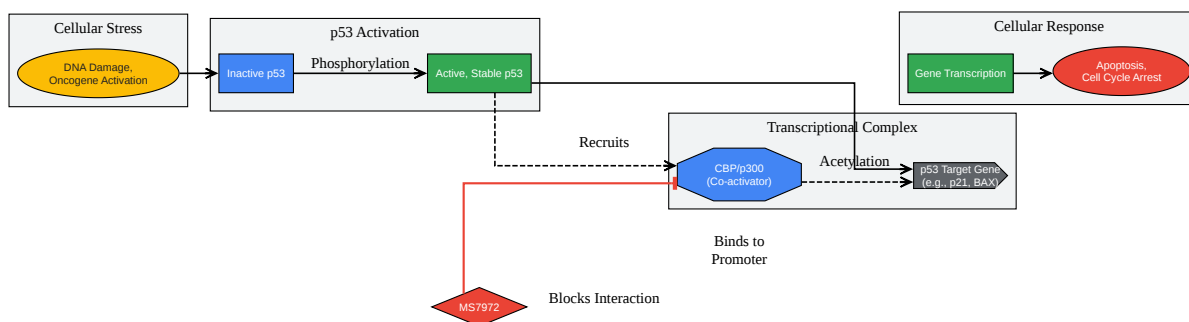 Cellular Stress
DNA Damage,
Oncogene Activation
p53 Activation
Inactive p53
Phosphorylation
Active, Stable p53
Cellular Response
Gene Transcription
Apoptosis,
Cell Cycle Arrest
Transcriptional Complex
Recruits
CBP/p300
(Co-activator)
Acetylation
p53 Target Gene
(e.g., p21, BAX)
Binds to
Promoter
MS7972
Blocks Interaction